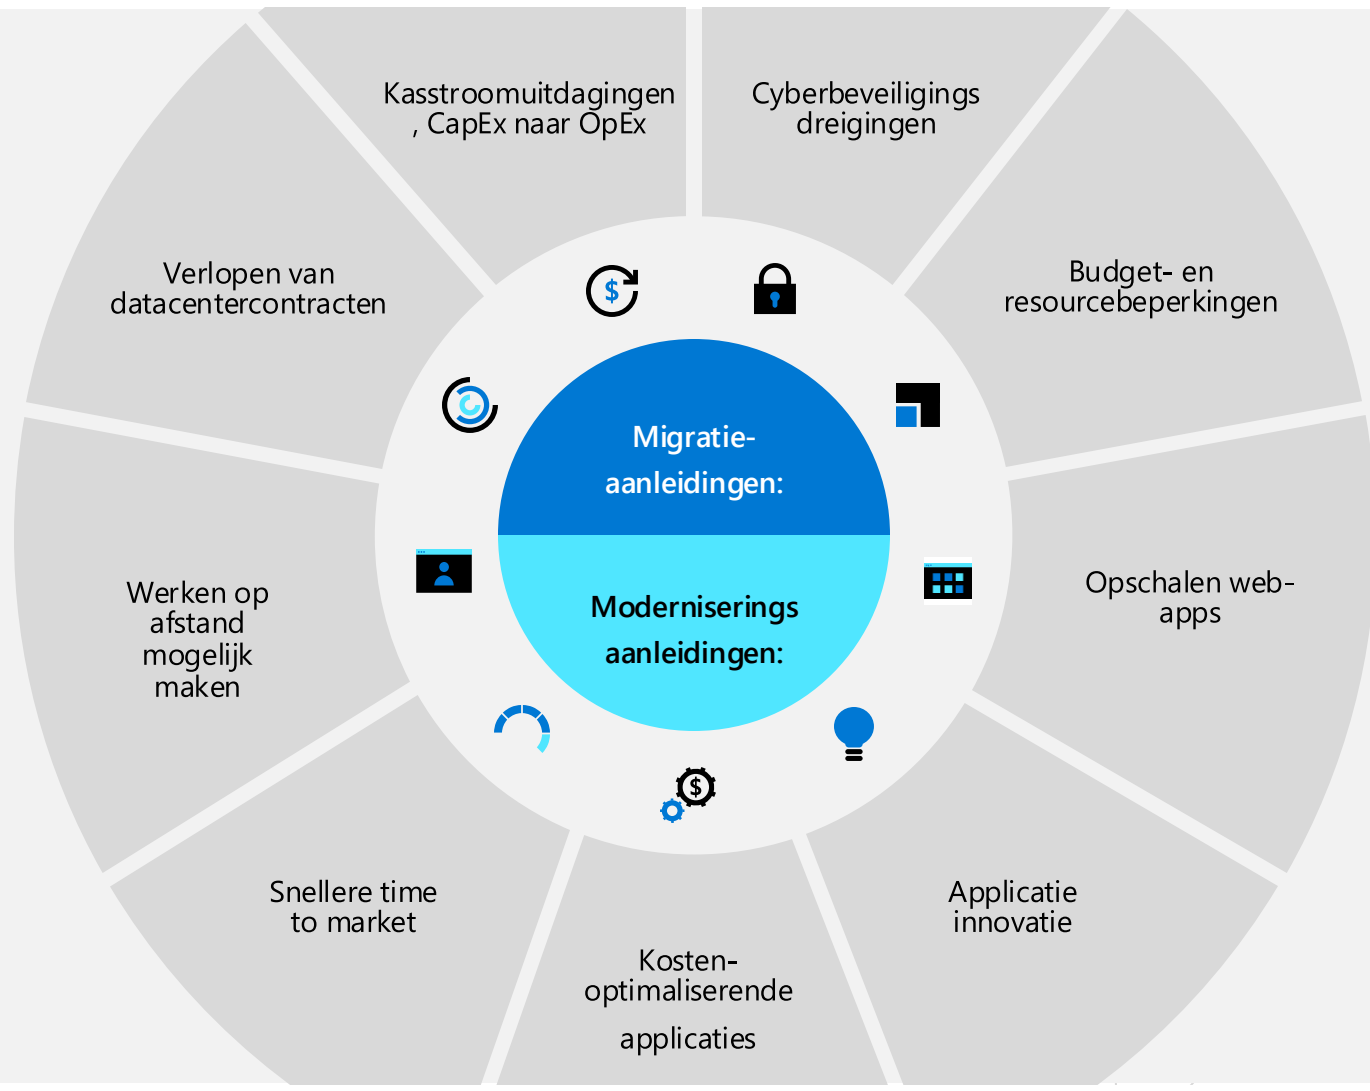 Kasstroomuitdagingen
, CapEx naar OpEx
Cyberbeveiligings
dreigingen
Verlopen van
datacentercontracten
Budget- en
resourcebeperkingen
$
Migratie-
aanleidingen:
Moderniserings
aanleidingen:
Werken op
afstand
mogelijk
maken
Opschalen web-
apps
$
Snellere time
to market
Applicatie
innovatie
Kosten-
optimaliserende
applicaties